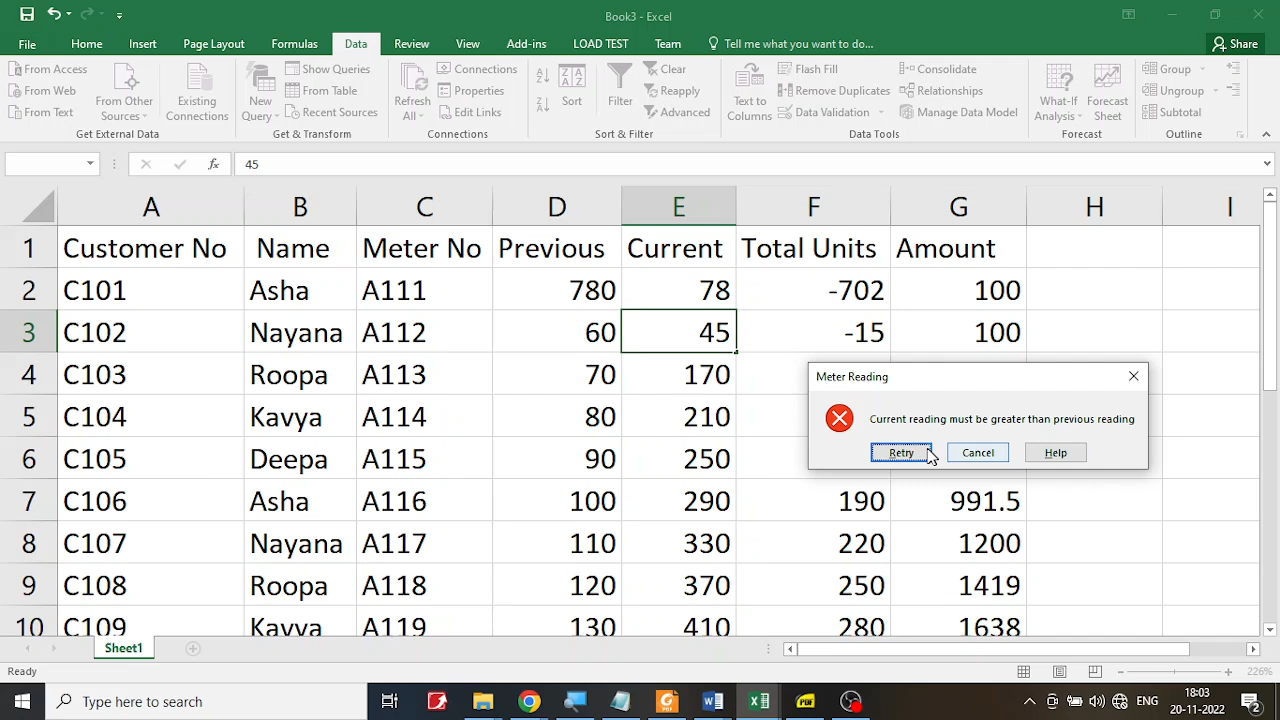 Book3 - Excel
File Home Insert Page Layout Formulas Data Review View Add-ins LOAD TEST Team Tell me what you want to do... Share
From Access
From Web
From Text
From Other Sources
Existing Connections
Get External Data
New Query
Show Queries
From Table
Recent Sources
Get & Transform
Refresh All
Connections
Properties
Edit Links
Connections
Sort
Filter
Clear
Reapply
Advanced
Sort & Filter
Text to Columns
Flash Fill
Remove Duplicates
Data Validation
Consolidate
Relationships
Manage Data Model
Data Tools
What-If Analysis
Forecast Sheet
Forecast
Group
Ungroup
Subtotal
Outline
fx 45
A B C D E F G H I
1 Customer No Name Meter No Previous Current Total Units Amount
2 C101 Asha A111 780 78 -702 100
3 C102 Nayana A112 60 45 -15 100
4 C103 Roopa A113 70 170
5 C104 Kavya A114 80 210
6 C105 Deepa A115 90 250
7 C106 Asha A116 100 290 190 991.5
8 C107 Nayana A117 110 330 220 1200
9 C108 Roopa A118 120 370 250 1419
10 C109 Kavya A119 130 410 280 1638
Meter Reading
Current reading must be greater than previous reading
Retry Cancel Help
Sheet1
Ready 226%
Type here to search
ENG
18:03
20-11-2022
2